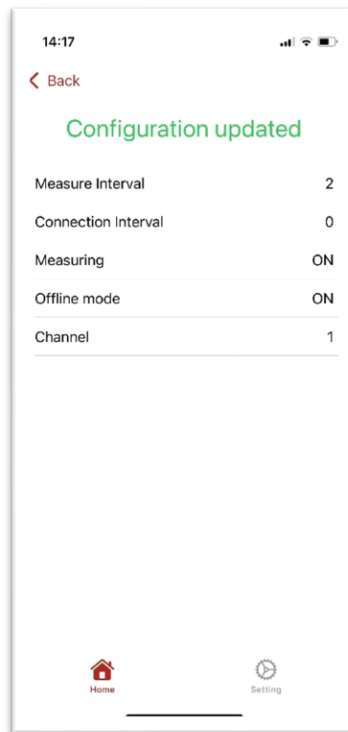 14:17
Back
Configuration updated
Measure Interval 2
Connection Interval 0
Measuring ON
Offline mode ON
Channel 1
Home Setting